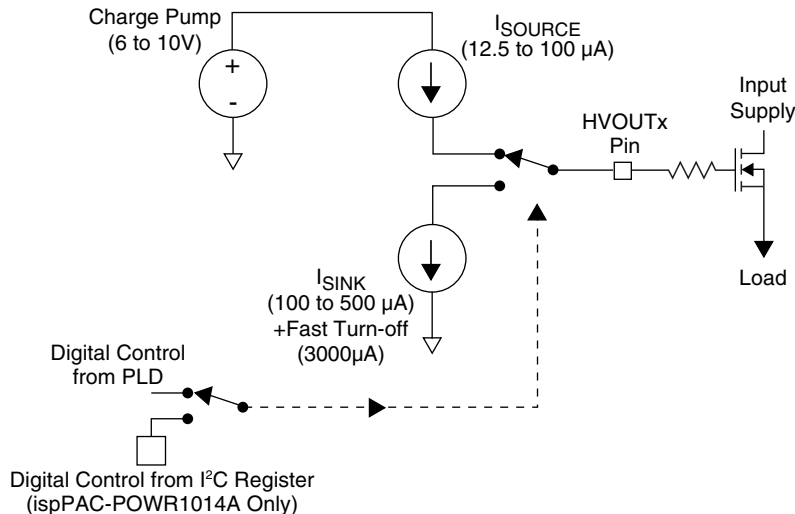 Charge Pump
(6 to 10V)
+
-
ISOURCE
(12.5 to 100 µA)
Input
Supply
HVOUTx
Pin
Load
ISINK
(100 to 500 µA)
+Fast Turn-off
(3000µA)
Digital Control
from PLD
Digital Control from I²C Register
(ispPAC-POWR1014A Only)